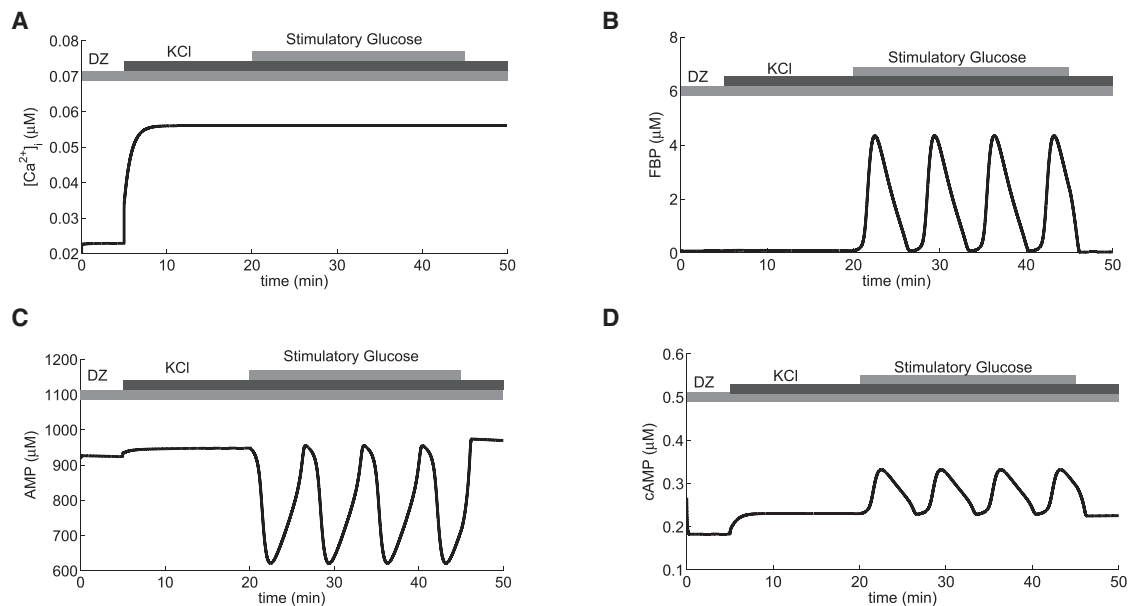 A
0.08
0.07
0.06
0.05
0.04
0.03
0.02
[Ca2+]i (μM)
DZ
KCl
Stimulatory Glucose
0 10 20 30 40 50
time (min)
B
8
6
4
2
0
FBP (μM)
DZ
KCl
Stimulatory Glucose
0 10 20 30 40 50
time (min)
C
1200
1100
1000
900
800
700
600
AMP (μM)
DZ
KCl
Stimulatory Glucose
0 10 20 30 40 50
time (min)
D
0.6
0.5
0.4
0.3
0.2
0.1
cAMP (μM)
DZ
KCl
Stimulatory Glucose
0 10 20 30 40 50
time (min)